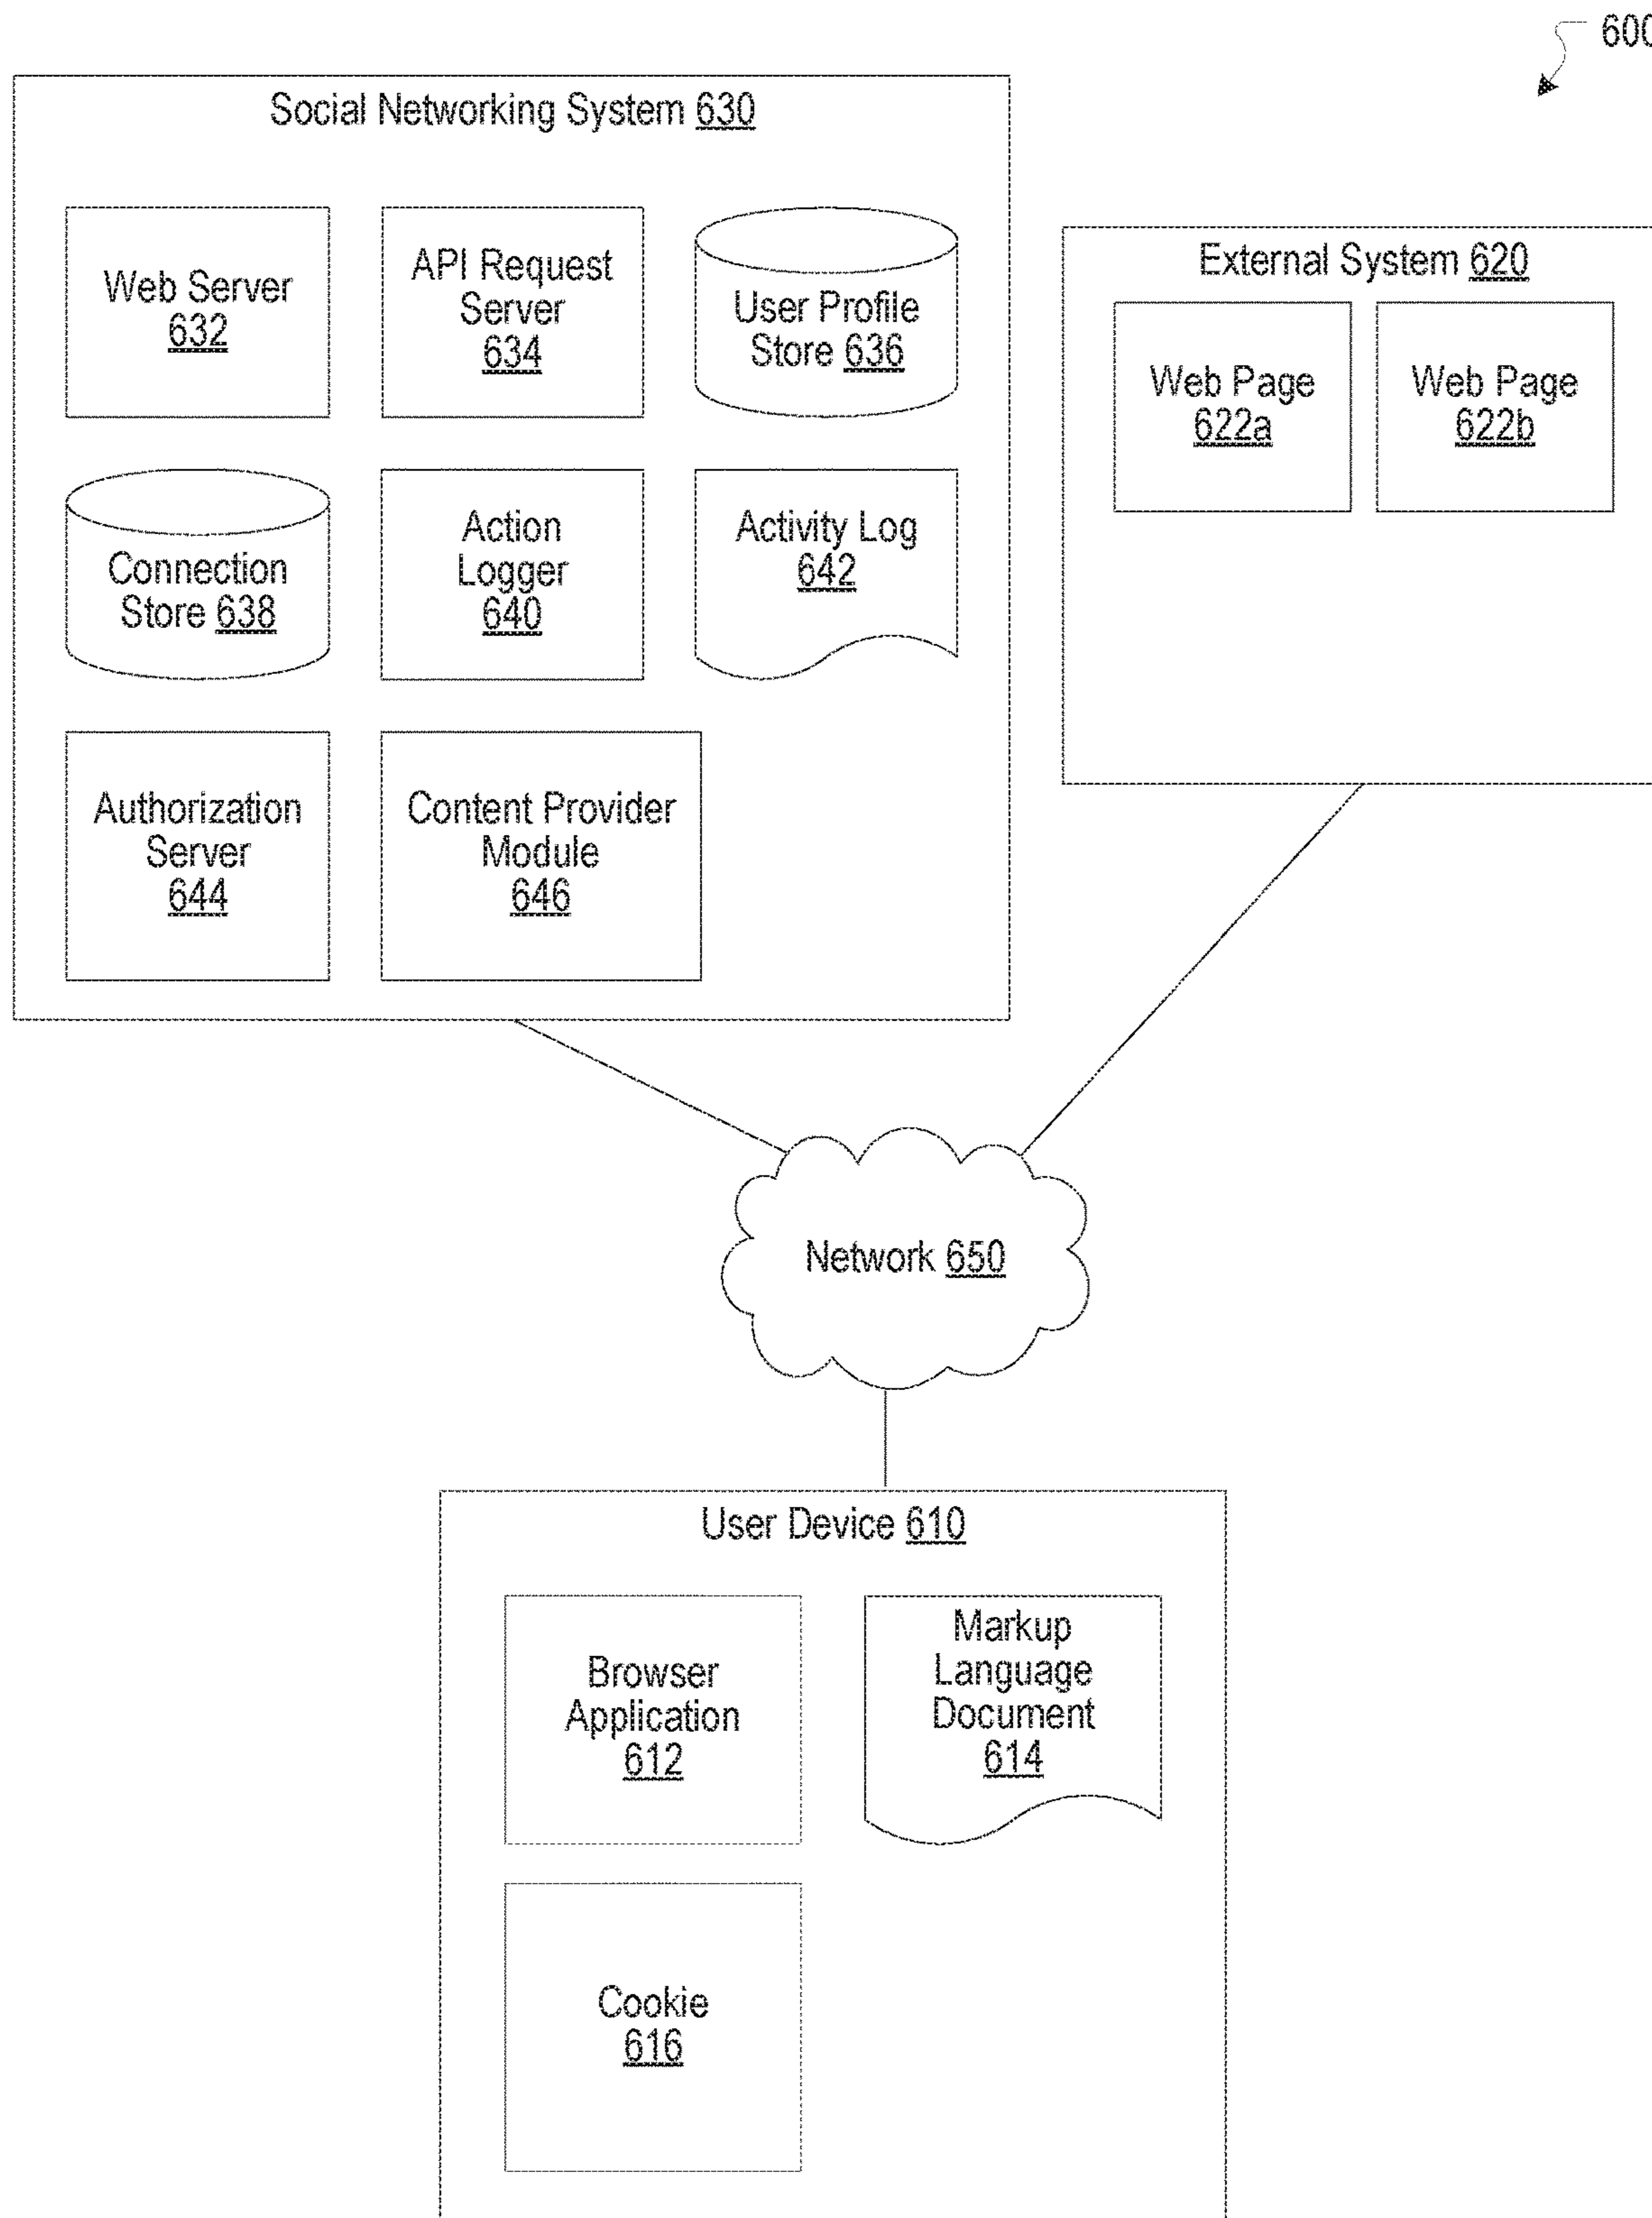 600
Social Networking System 630
Web Server
632
API Request
Server
634
User Profile
Store 636
External System 620
Web Page
622a
Web Page
622b
Connection
Store 638
Action
Logger
640
Activity Log
642
Authorization
Server
644
Content Provider
Module
646
Network 650
User Device 610
Browser
Application
612
Markup
Language
Document
614
Cookie
616